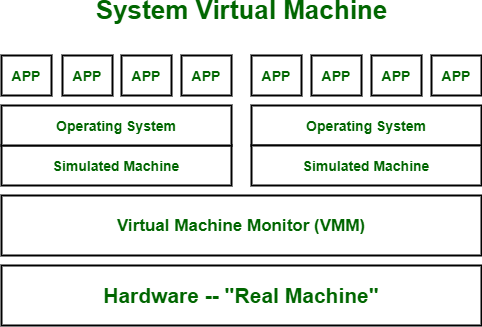 System Virtual Machine
APP APP APP APP APP APP APP APP
Operating System Operating System
Simulated Machine Simulated Machine
Virtual Machine Monitor (VMM)
Hardware -- "Real Machine"